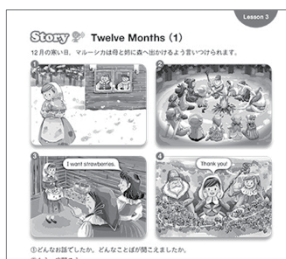 Lesson 3
Story Twelve Months (1)
12月の寒い日、マルーシカは母と姉に森へ出かけるよう言いつけられます。
1
2
3
I want strawberries.
4
Thank you!
①どんなお話でしたか。どんなことばが聞こえましたか。